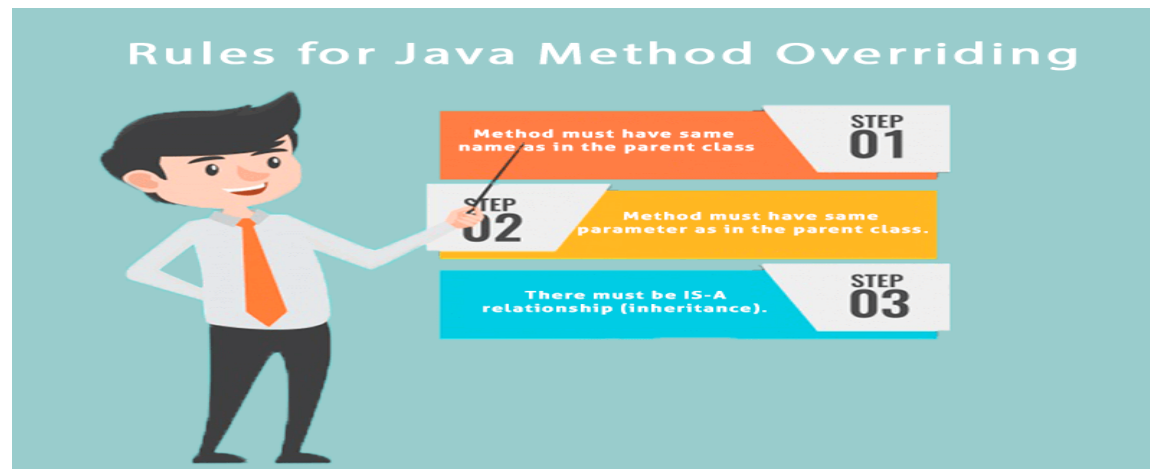 Rules for Java Method Overriding
Method must have same
name as in the parent class
STEP
01
STEP
02
Method must have same
parameter as in the parent class.
There must be IS-A
relationship (inheritance).
STEP
03